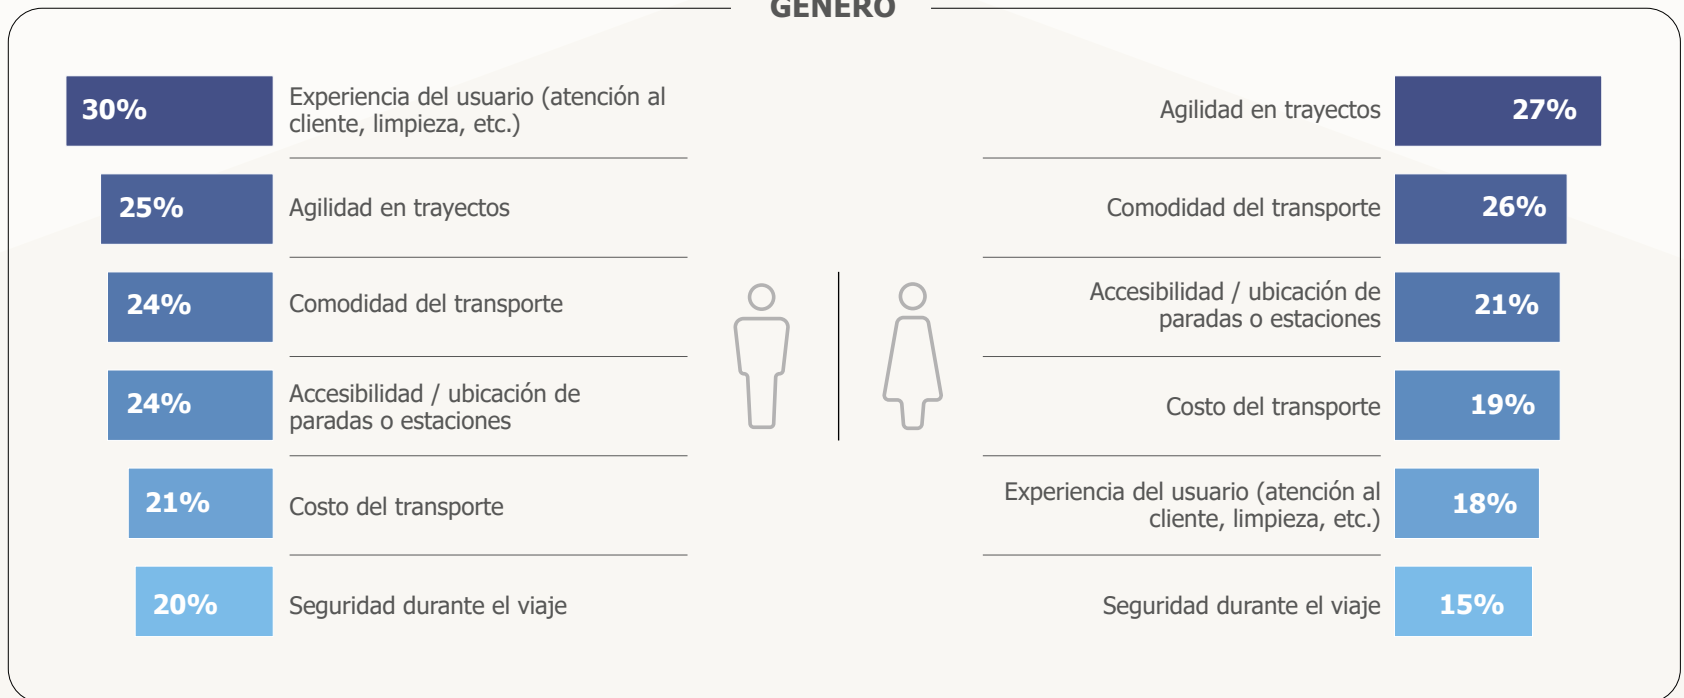 GÉNERO
30%
Experiencia del usuario (atención al
cliente, limpieza, etc.)
25%
Agilidad en trayectos
24%
Comodidad del transporte
24%
Accesibilidad / ubicación de
paradas o estaciones
21%
Costo del transporte
20%
Seguridad durante el viaje
Agilidad en trayectos
27%
Comodidad del transporte
26%
Accesibilidad / ubicación de
paradas o estaciones
21%
Costo del transporte
19%
Experiencia del usuario (atención al
cliente, limpieza, etc.)
18%
Seguridad durante el viaje
15%